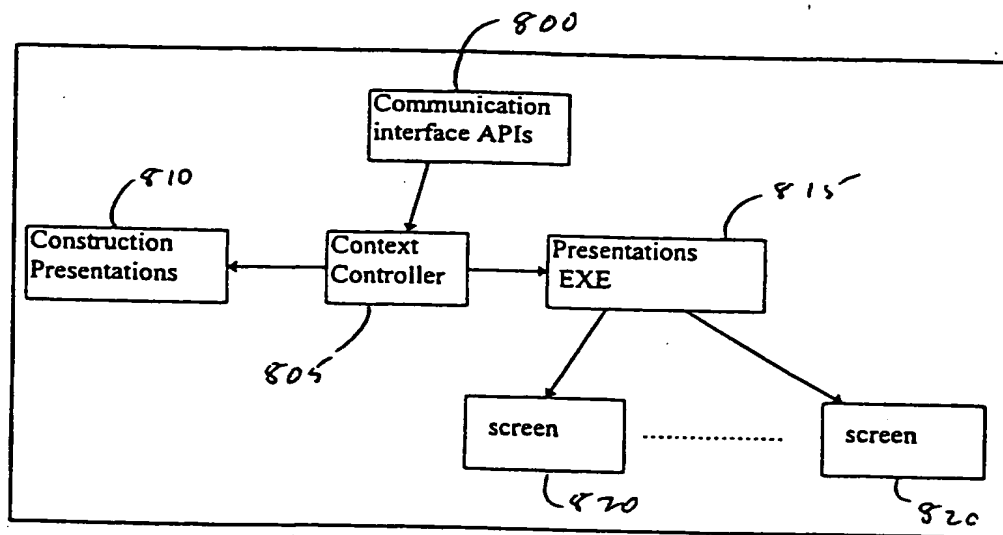 800
Communication
interface APIs
810
815
Construction
Presentations
Context
Controller
Presentations
EXE
805
screen
screen
820
820